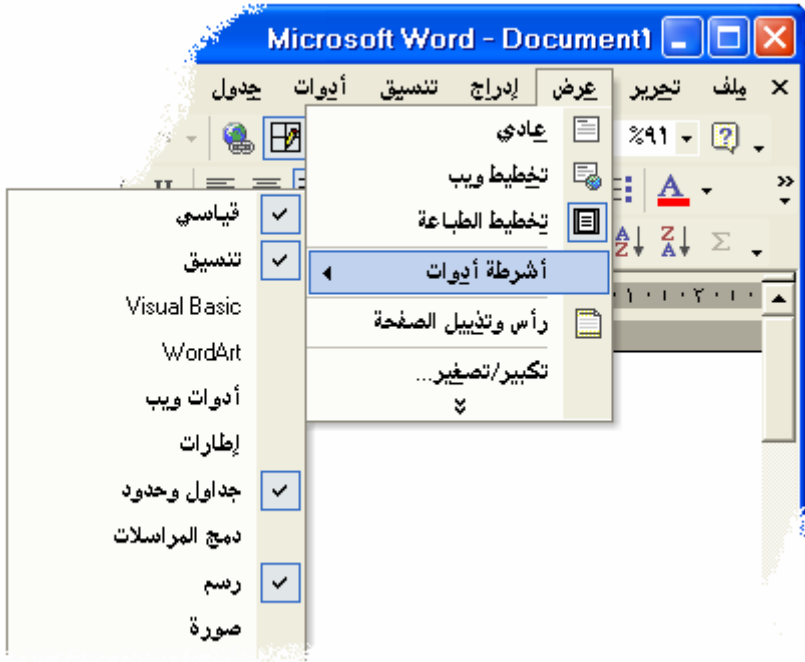 Microsoft Word - Document1
ملف تحرير عرض إدراج تنسيق أدوات جدول
%٩١
عادي
تخطيط ويب
تخطيط الطباعة
أشرطة أدوات
رأس وتذييل الصفحة
تكبير/تصغير...
قياسي
تنسيق
Visual Basic
WordArt
أدوات ويب
إطارات
جداول وحدود
دمج المراسلات
رسم
صورة